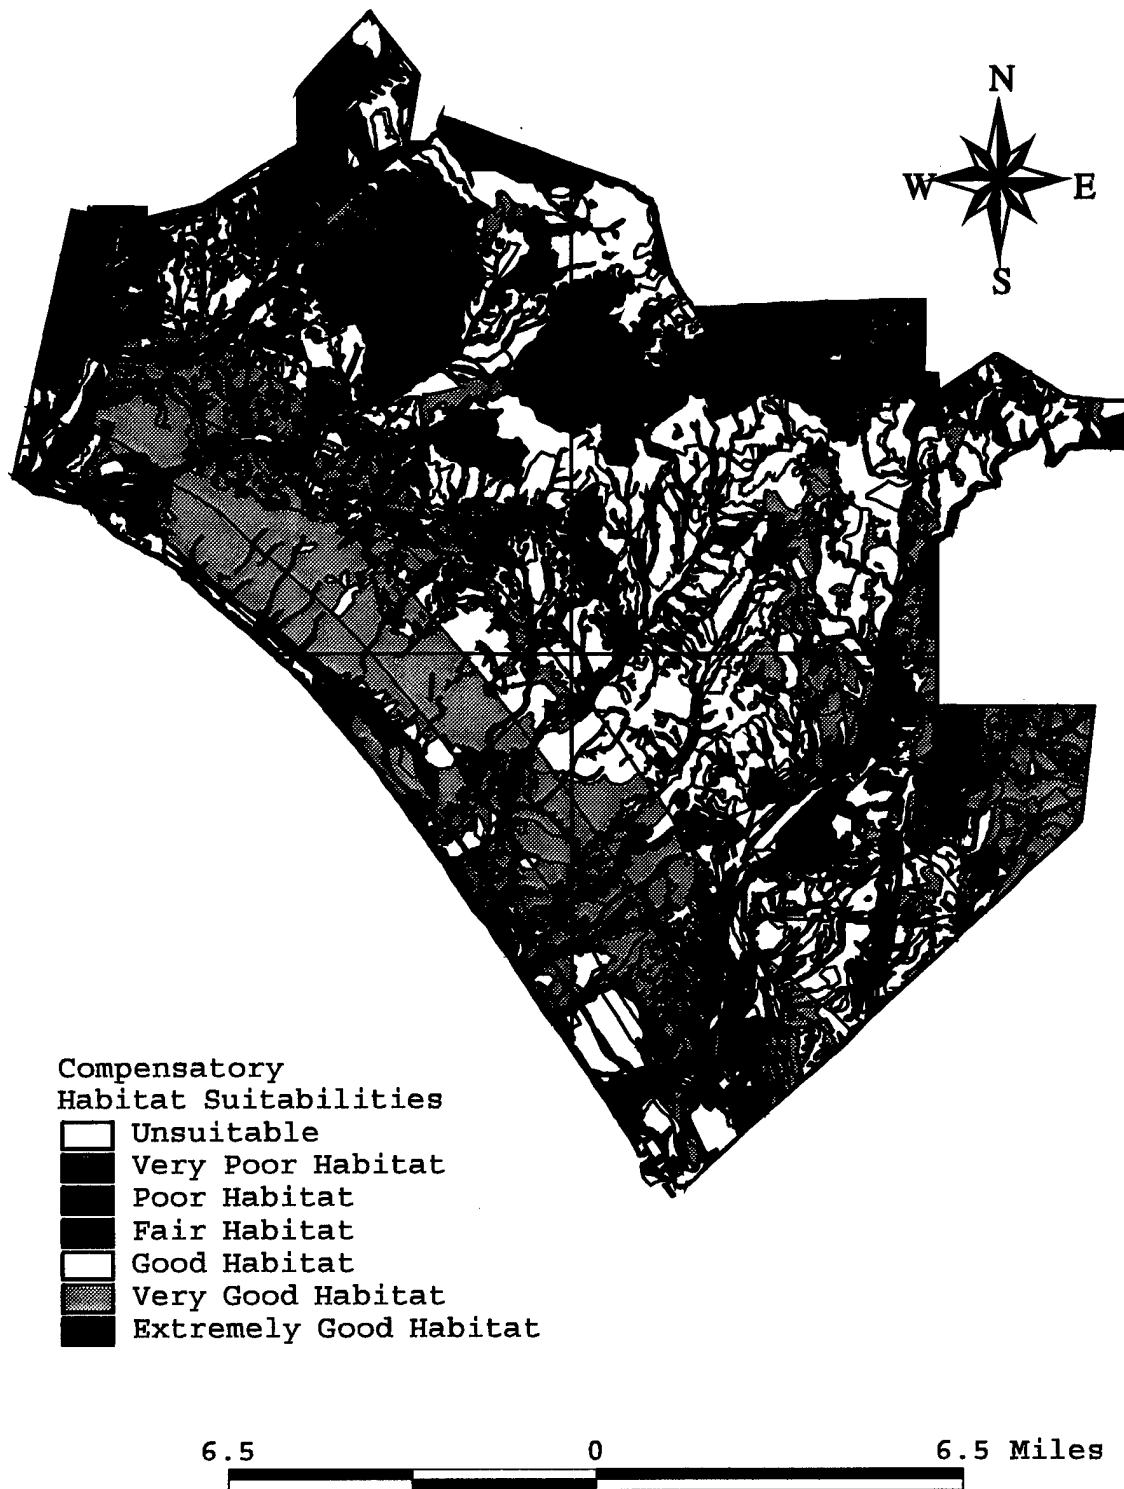 N
W E
S
Compensatory
Habitat Suitabilities
Unsuitable
Very Poor Habitat
Poor Habitat
Fair Habitat
Good Habitat
Very Good Habitat
Extremely Good Habitat
6.5 0 6.5 Miles